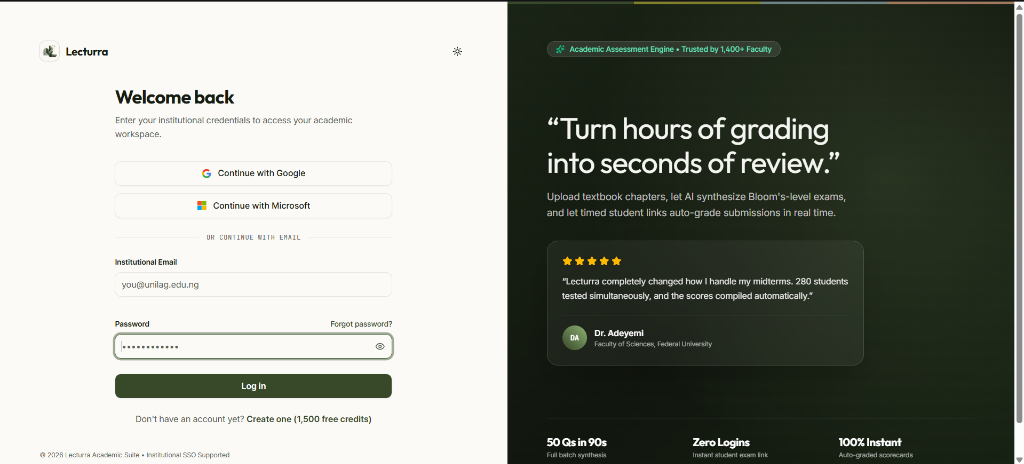 Lecturra
Welcome back
Enter your institutional credentials to access your academic
workspace.
Continue with Google
Continue with Microsoft
OR CONTINUE WITH EMAIL
Institutional Email
you@unilag.edu.ng
Password
Forgot password?
••••••••••••
Log In
Don't have an account yet? Create one (1,500 free credits)
© 2026 Lecturra Academic Suite • Institutional SSO Supported
Academic Assessment Engine • Trusted by 1,400+ Faculty
“Turn hours of grading
into seconds of review.”
Upload textbook chapters, let AI synthesize Bloom's-level exams,
and let timed student links auto-grade submissions in real time.
“Lecturra completely changed how I handle my midterms. 280 students
tested simultaneously, and the scores compiled automatically.”
DA
Dr. Adeyemi
Faculty of Sciences, Federal University
50 Qs in 90s
Full batch synthesis
Zero Logins
Instant student exam link
100% Instant
Auto-graded scorecards